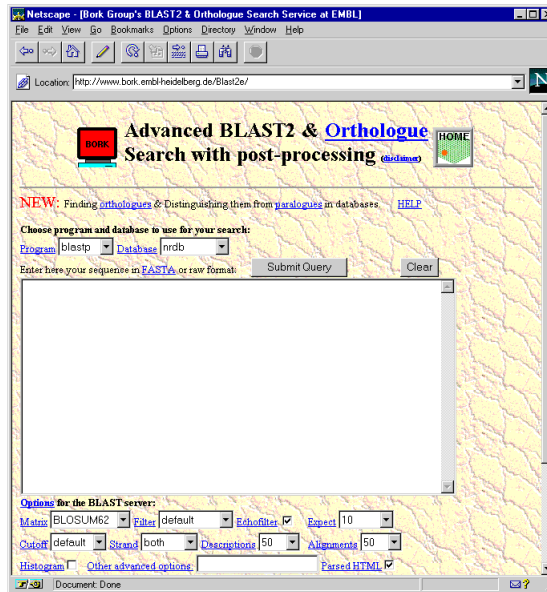 Netscape - [Bork Group's BLAST2 & Orthologue Search Service at EMBL]
File Edit View Go Bookmarks Options Directory Window Help
Location: http://www.bork.embl-heidelberg.de/Blast2e/
N
BORK
Advanced BLAST2 & Orthologue
Search with post-processing (disclaimer)
HOME
NEW: Finding orthologues & Distinguishing them from paralogues in databases. HELP
Choose program and database to use for your search:
Program blastp Database nrdb
Enter here your sequence in FASTA or raw format: Submit Query Clear
Options for the BLAST server:
Matrix BLOSUM62 Filter default Echofilter Expect 10
Cutoff default Strand both Descriptions 50 Alignments 50
Histogram Other advanced options: Parsed HTML
Document: Done